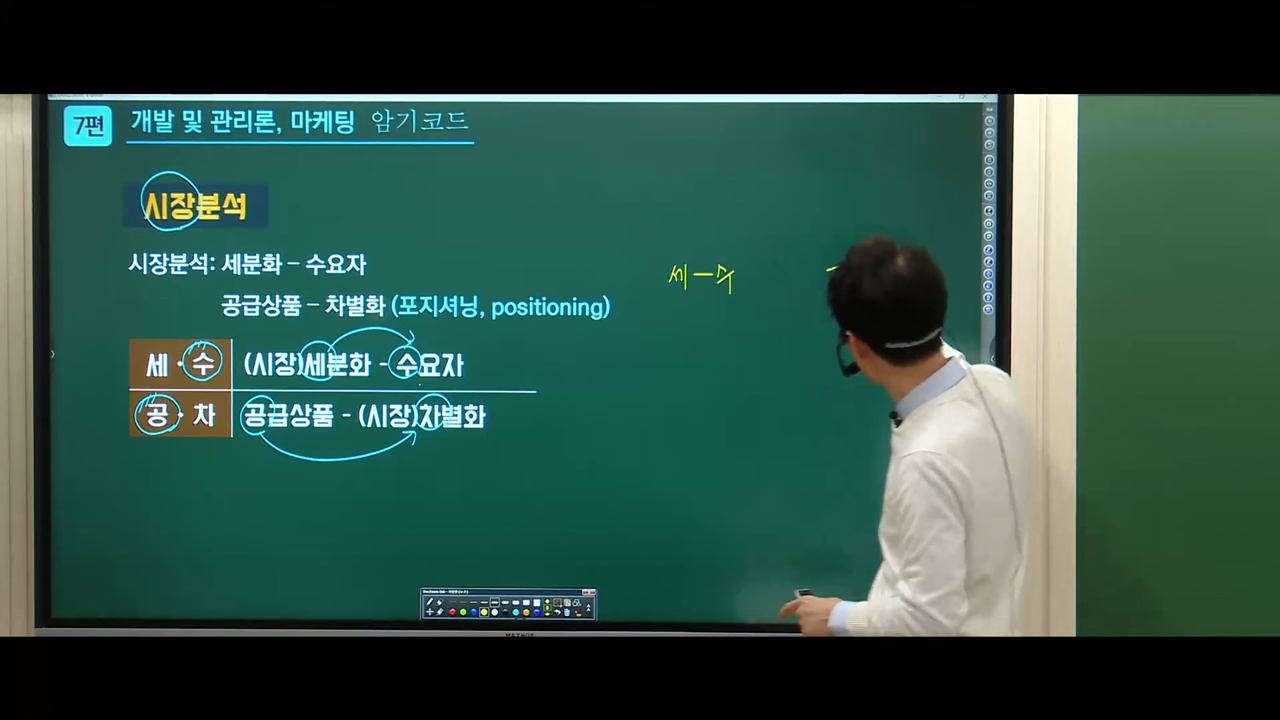 7편 개발 및 관리론, 마케팅 암기코드
시장분석
시장분석: 세분화 – 수요자
공급상품 – 차별화 (포지셔닝, positioning)
세 - 수
세 · 수 (시장)세분화 - 수요자
공 · 차 공급상품 - (시장)차별화